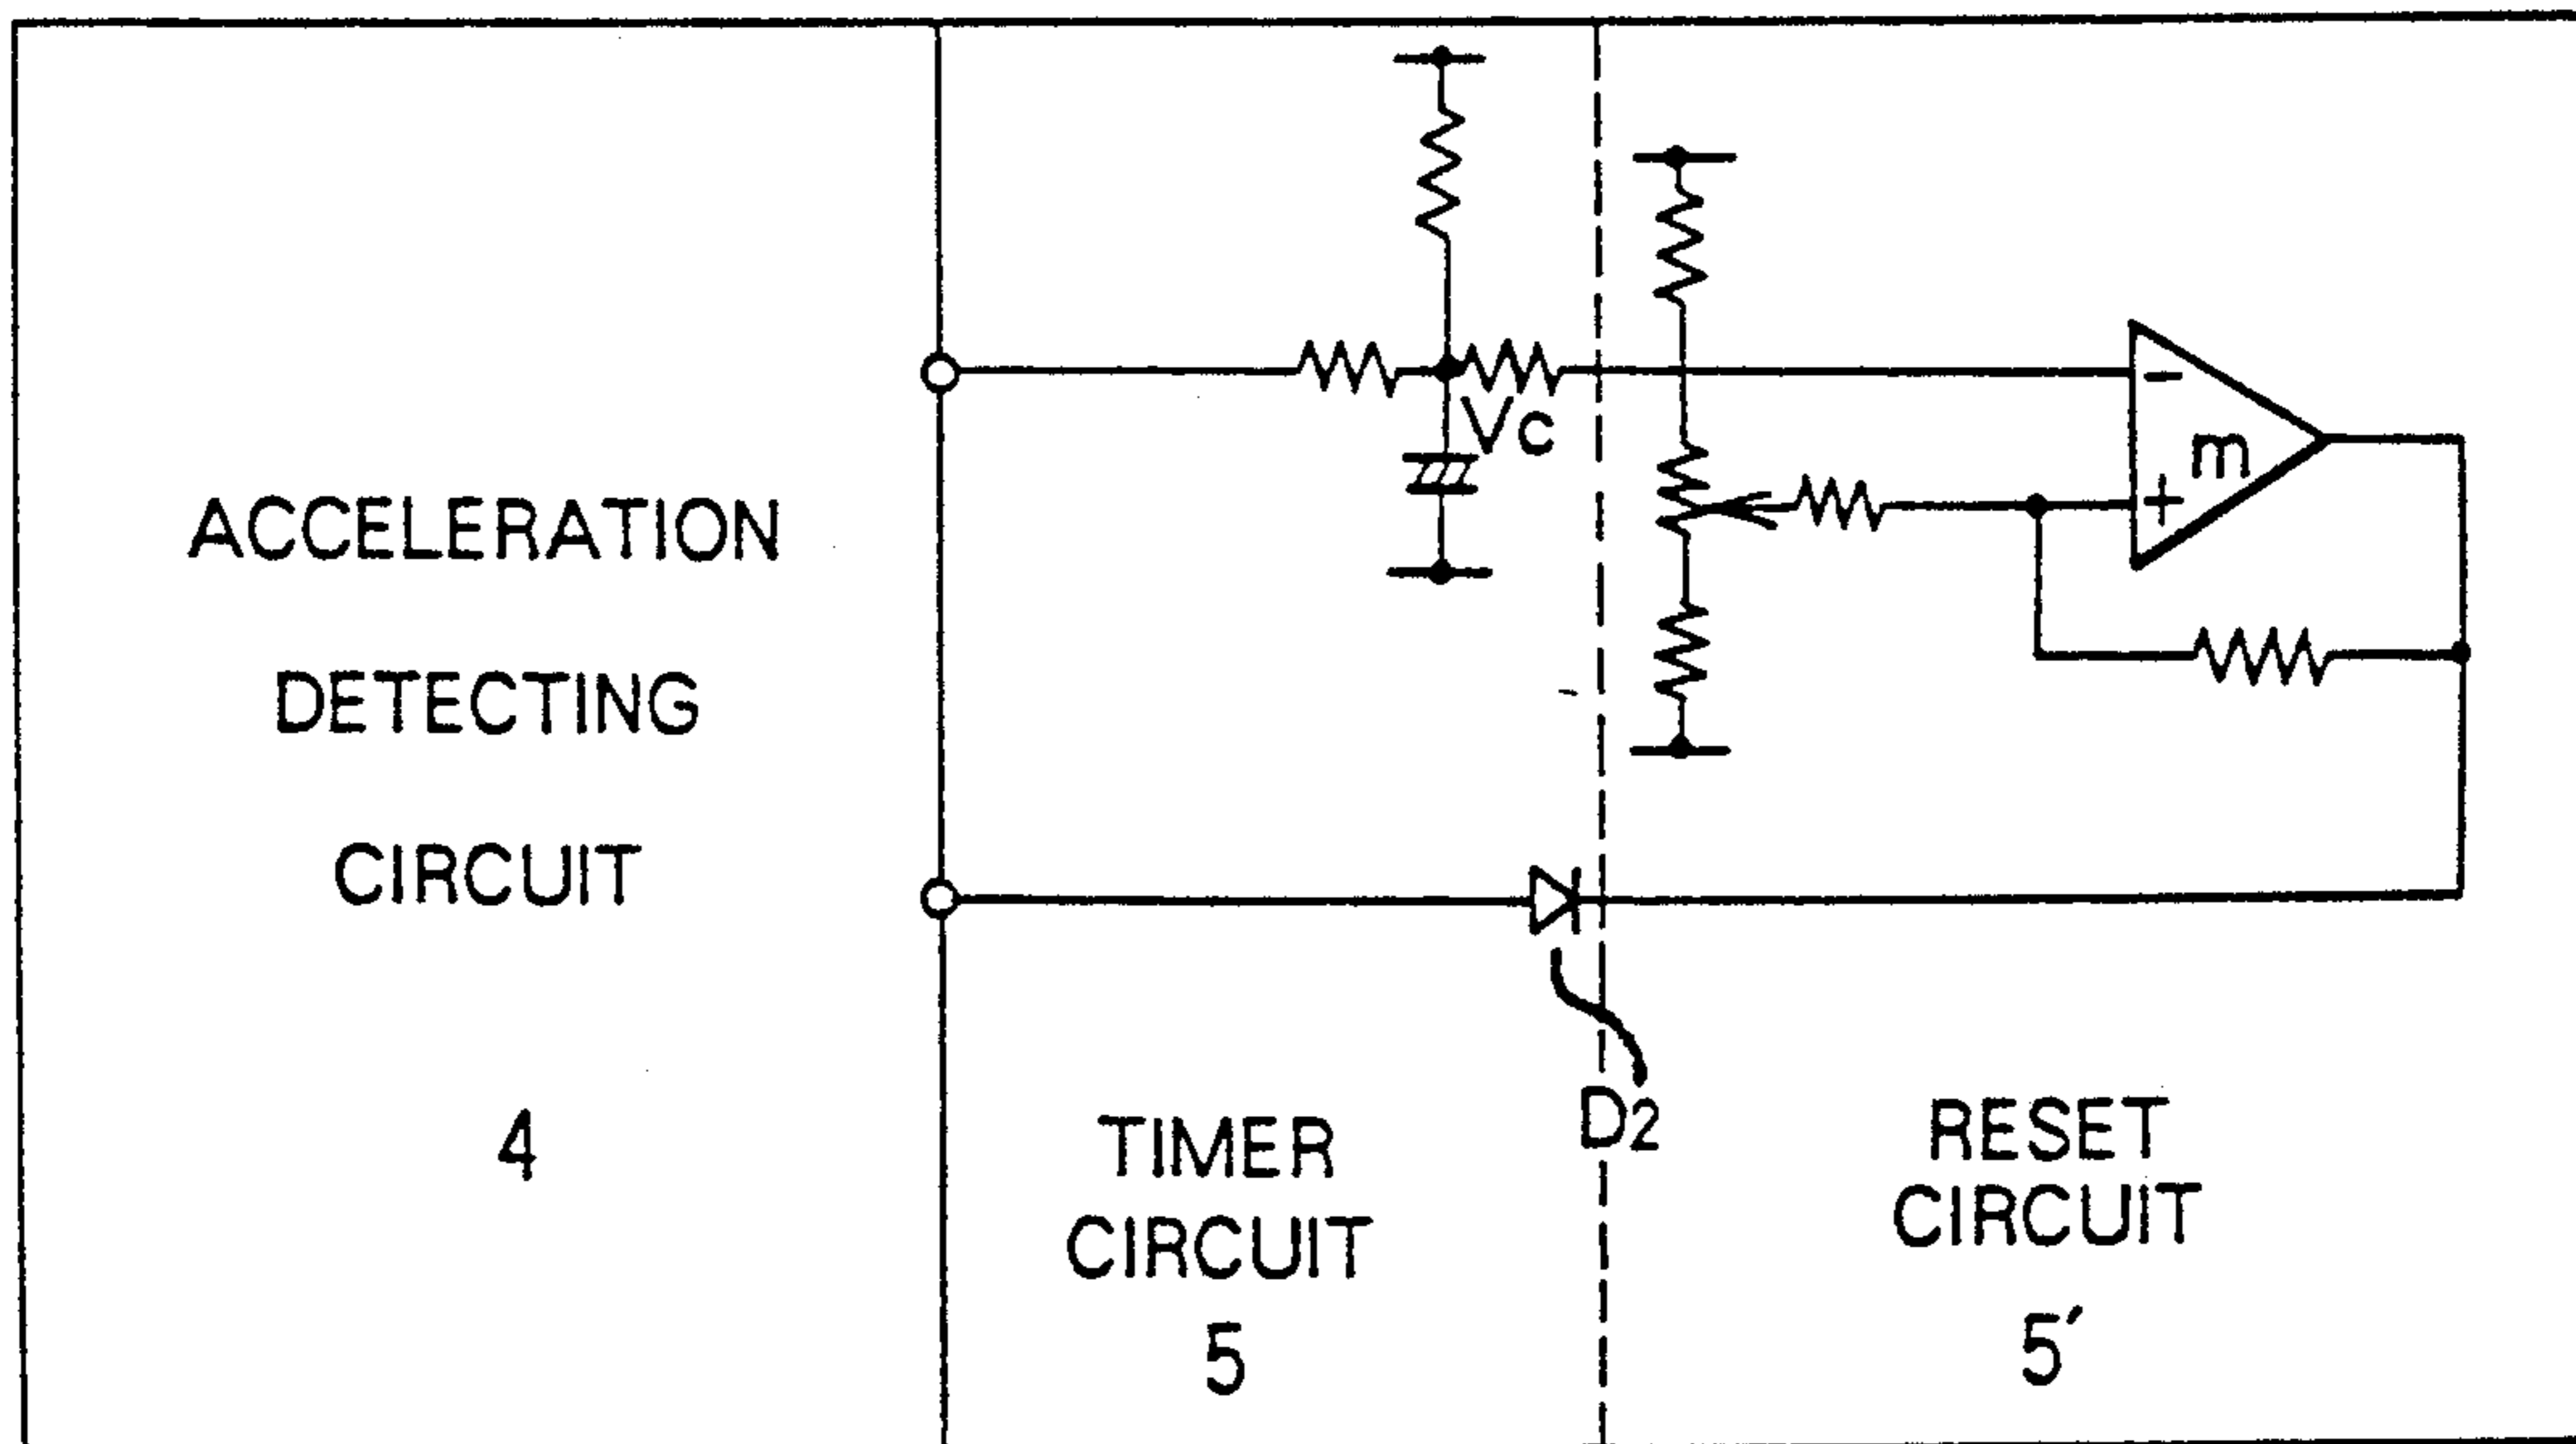 ACCELERATION
DETECTING
CIRCUIT
4
Vc
-
m
+
D2
TIMER
CIRCUIT
5
RESET
CIRCUIT
5′